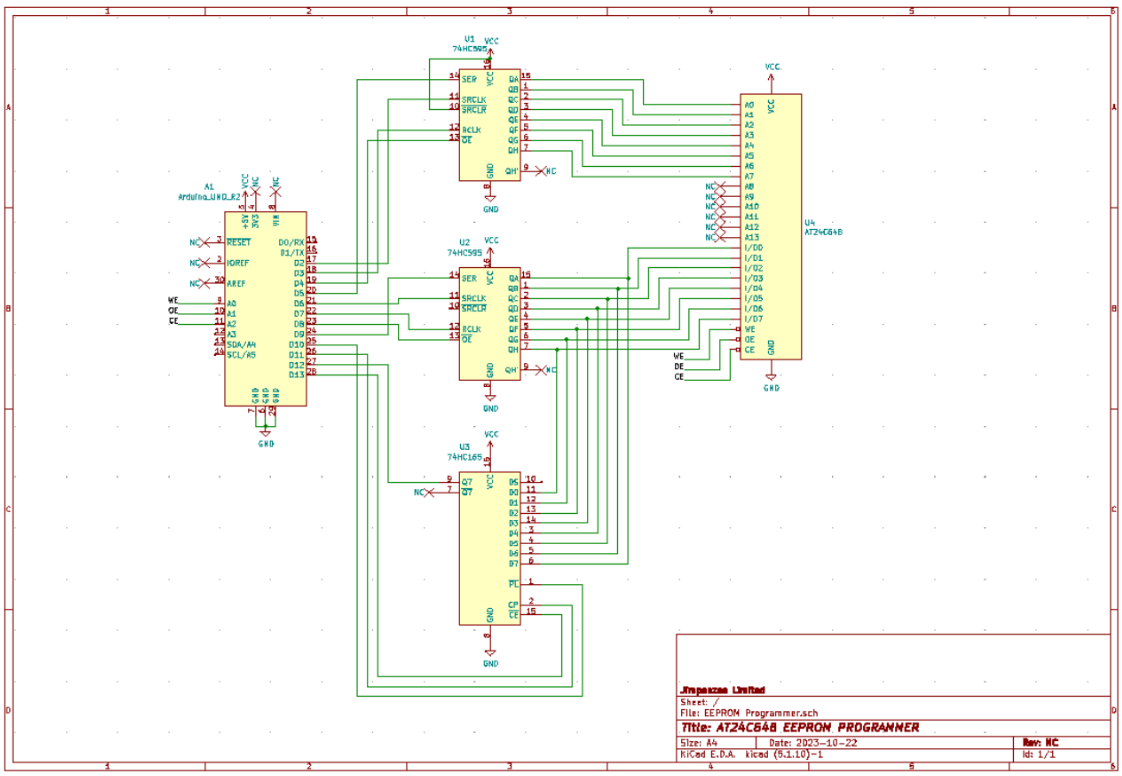 1 2 3 4 5 6
A
B
C
D
A
B
C
D
U1
74HC595
VCC
16
VCC
14 SER
11 SRCLK
10 SRCLR
12 RCLK
13 OE
QA 15
QB 1
QC 2
QD 3
QE 4
QF 5
QG 6
QH 7
QH' 9
NC
GND
8
GND
U2
74HC595
VCC
16
VCC
14 SER
11 SRCLK
10 SRCLR
12 RCLK
13 OE
QA 15
QB 1
QC 2
QD 3
QE 4
QF 5
QG 6
QH 7
QH' 9
NC
GND
8
GND
U3
74HC165
VCC
16
VCC
9 Q7
NC 7 Q7
DS 10
D0 11
D1 12
D2 13
D3 14
D4 3
D5 4
D6 5
D7 6
PL 1
CP 2
CE 15
GND
8
GND
A1
Arduino_UNO_R2
VCC
NC
NC
5
4
8
+5V
3V3
VIN
NC 3 RESET
NC 2 IOREF
NC 30 AREF
WE 9 A0
OE 10 A1
CE 11 A2
12 A3
13 SDA/A4
14 SCL/A5
D0/RX 15
D1/TX 16
D2 17
D3 18
D4 19
D5 20
D6 21
D7 22
D8 23
D9 24
D10 25
D11 26
D12 27
D13 28
GND
GND
GND
7
6
29
GND
VCC
VCC
A0
A1
A2
A3
A4
A5
A6
A7
NC A8
NC A9
NC A10
NC A11
NC A12
NC A13
I/O0
I/O1
I/O2
I/O3
I/O4
I/O5
I/O6
I/O7
WE
OE
CE
WE
OE
CE
GND
GND
U4
AT24C64B
Jimpanzee Limited
Sheet: /
File: EEPROM Programmer.sch
Title: AT24C64B EEPRON PROGRANNER
Size: A4 Date: 2023-10-22 Rev: NC
KiCad E.D.A. kicad (5.1.10)-1 Id: 1/1
1 2 3 4 5 6